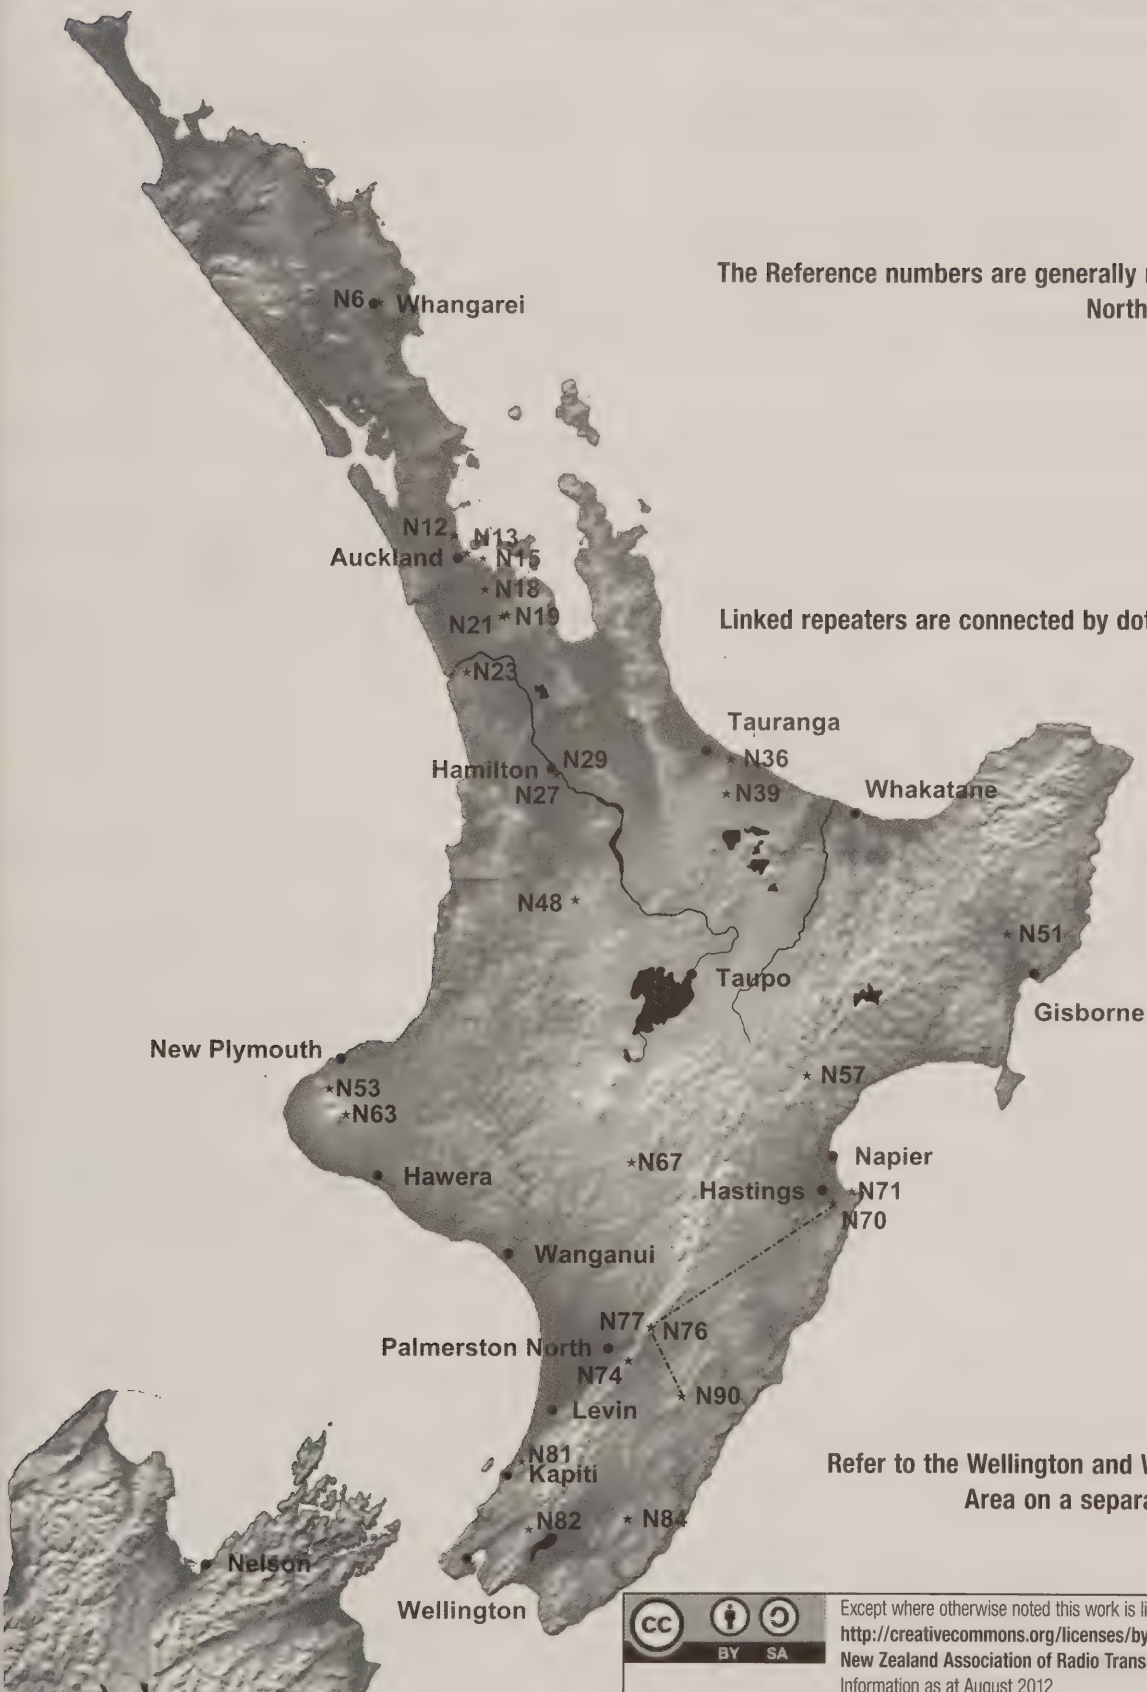 The Reference numbers are generally
North
N6
Whangarei
N12
N13
Auckland
N15
N18
N21
N19
Linked repeaters are connected by dot
N23
Tauranga
N36
N29
Hamilton
N27
N39
Whakatane
N48
N51
Taupo
Gisborne
New Plymouth
N53
N57
N63
Napier
N67
Hawera
Hastings
N71
N70
Wanganui
N77
N76
Palmerston North
N74
N90
Levin
N81
Kapiti
Refer to the Wellington and W
Area on a separa
N82
N84
Nelson
Wellington
CC
BY SA
Except where otherwise noted this work is li
http://creativecommons.org/licenses/by
New Zealand Association of Radio Trans
Information as at August 2012